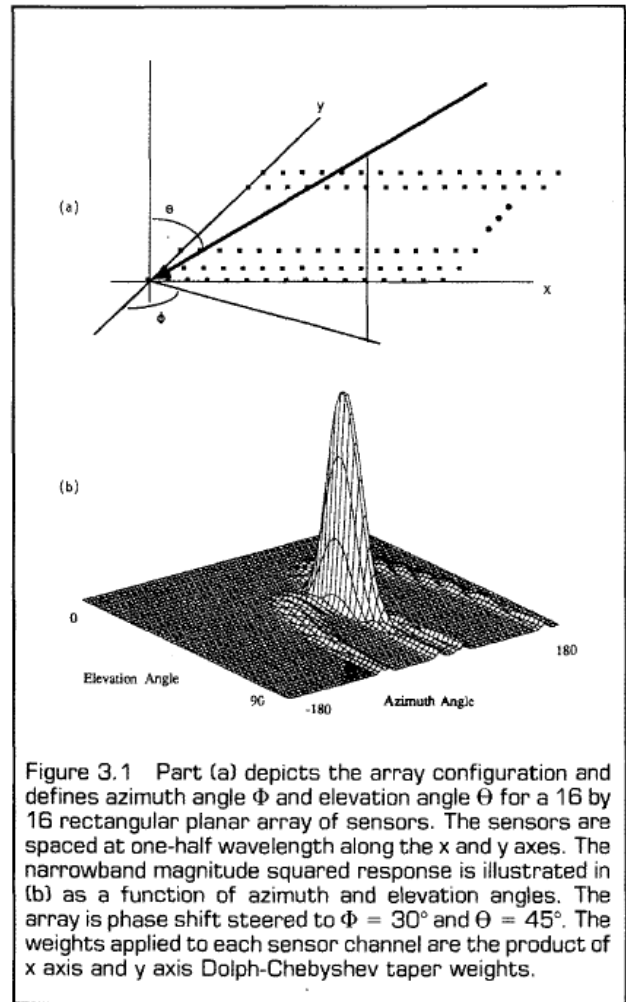 y
(a)
θ
x
Φ
(b)
0
180
Elevation Angle
90
-180
Azimuth Angle
Figure 3.1 Part (a) depicts the array configuration and
defines azimuth angle Φ and elevation angle Θ for a 16 by
16 rectangular planar array of sensors. The sensors are
spaced at one-half wavelength along the x and y axes. The
narrowband magnitude squared response is illustrated in
(b) as a function of azimuth and elevation angles. The
array is phase shift steered to Φ = 30° and Θ = 45°. The
weights applied to each sensor channel are the product of
x axis and y axis Dolph-Chebyshev taper weights.